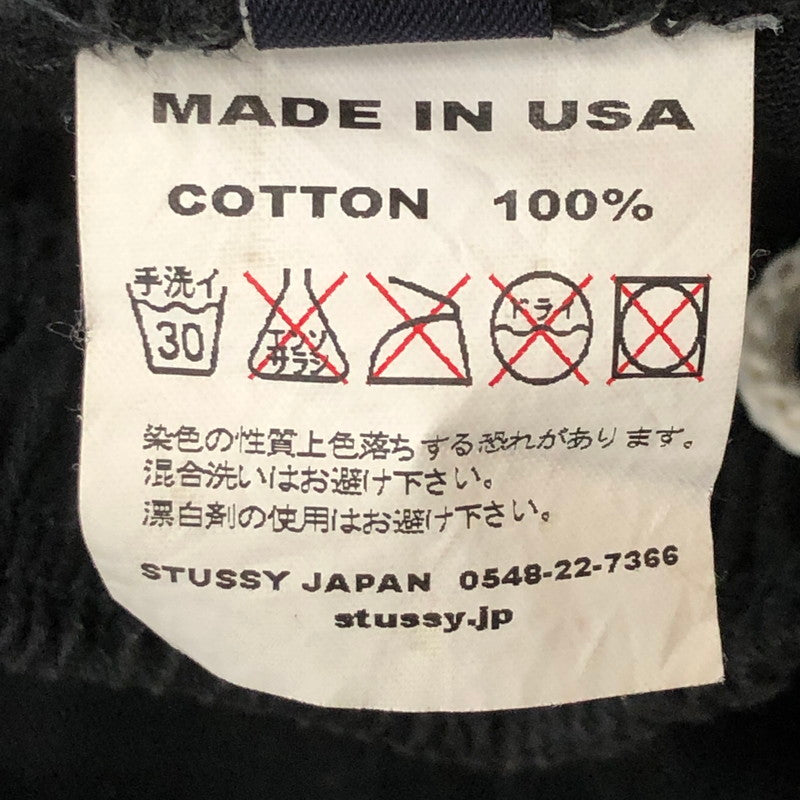 MADE IN USA
COTTON 100%
手洗イ
30
エンソ
サラシ
ドライ
染色の性質上色落ちする恐れがあります。
混合洗いはお避け下さい。
漂白剤の使用はお避け下さい。
STUSSY JAPAN 0548-22-7366
stussy.jp